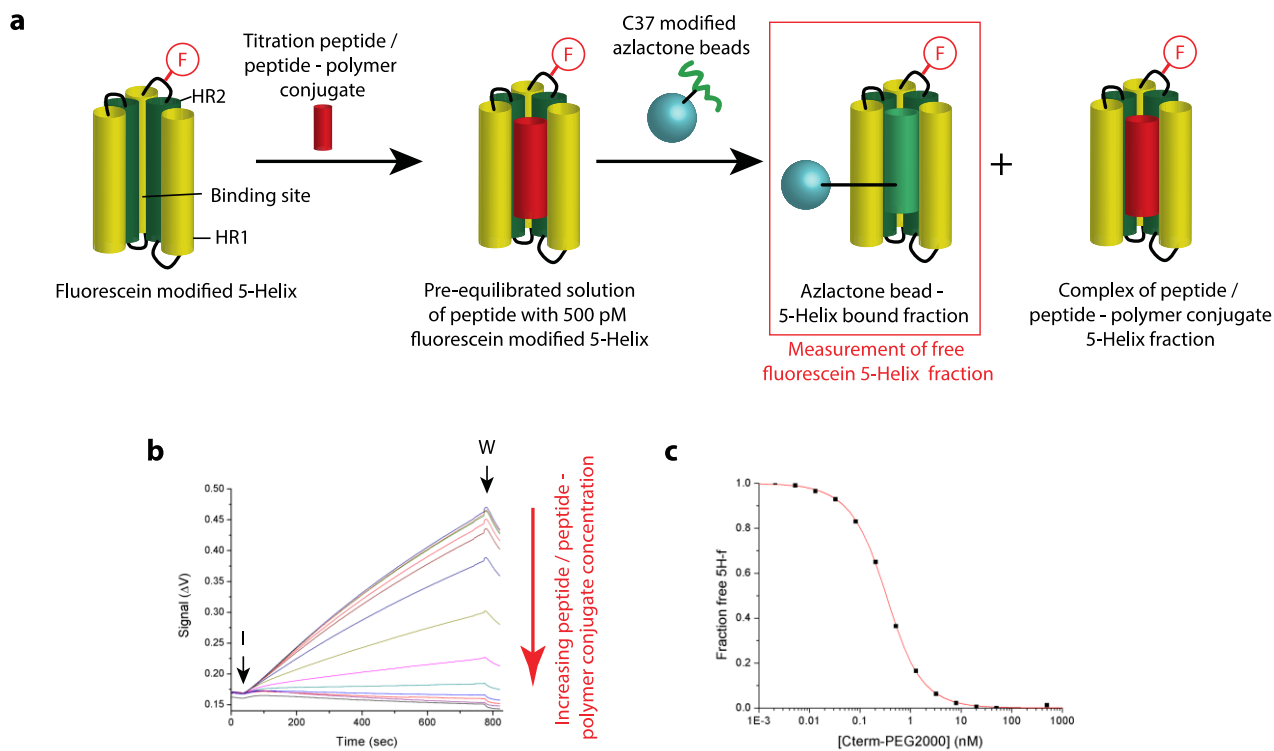 a
Titration peptide /
peptide - polymer
conjugate
C37 modified
azlactone beads
F
HR2
Binding site
HR1
F
F
+
F
Fluorescein modified 5-Helix
Pre-equilibrated solution
of peptide with 500 pM
fluorescein modified 5-Helix
Azlactone bead -
5-Helix bound fraction
Measurement of free
fluorescein 5-Helix fraction
Complex of peptide /
peptide - polymer conjugate
5-Helix fraction
b
W
I
Signal (ΔV)
0.50
0.45
0.40
0.35
0.30
0.25
0.20
0.15
0 200 400 600 800
Time (sec)
Increasing peptide / peptide -
polymer conjugate concentration
c
Fraction free 5H-f
1.0
0.8
0.6
0.4
0.2
0.0
1E-3 0.01 0.1 1 10 100 1000
[Cterm-PEG2000] (nM)